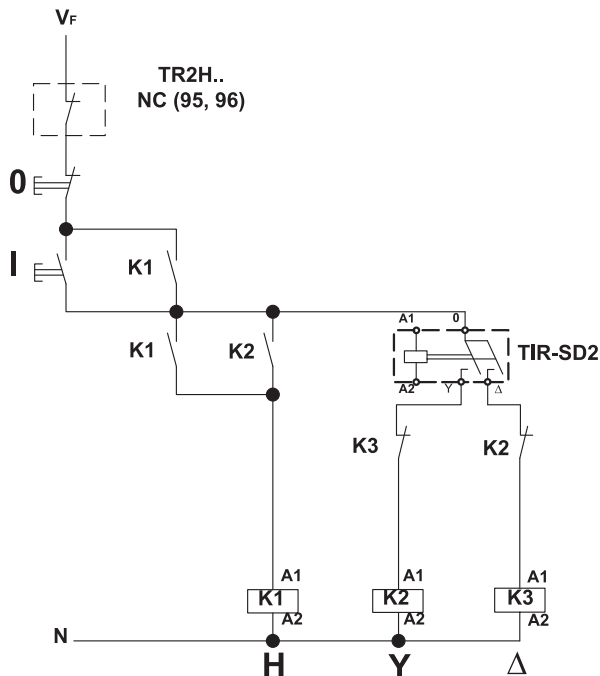 VF
TR2H..
NC (95, 96)
0
I
K1
K1
K2
A1
0
TIR-SD2
A2
Y
Δ
K3
K2
A1
K1
A2
A1
K2
A2
A1
K3
A2
N
H
Y
Δ